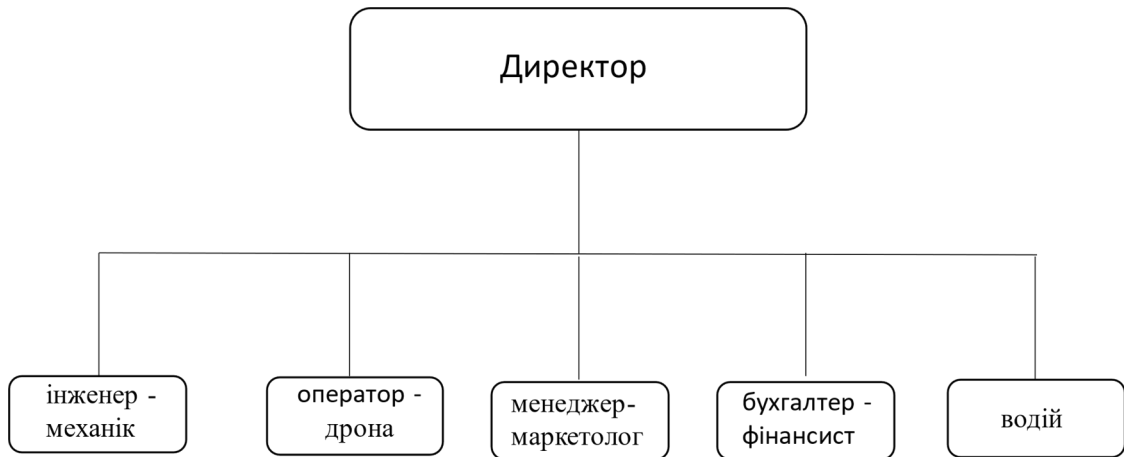 Директор
інженер -
механік
оператор -
дрона
менеджер-
маркетолог
бухгалтер -
фінансист
водій